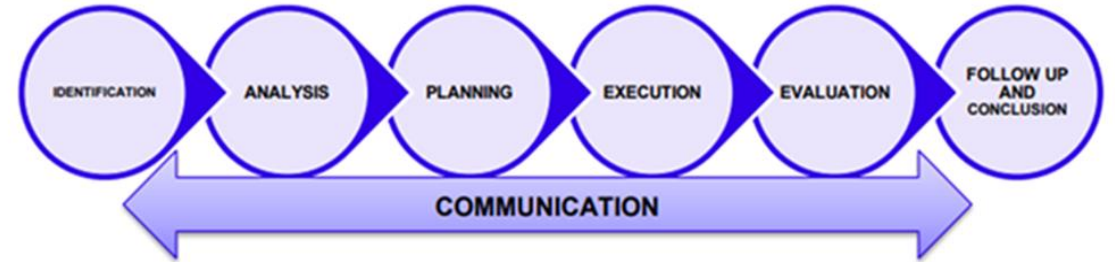 IDENTIFICATION
ANALYSIS
PLANNING
EXECUTION
EVALUATION
FOLLOW UP
AND
CONCLUSION
COMMUNICATION